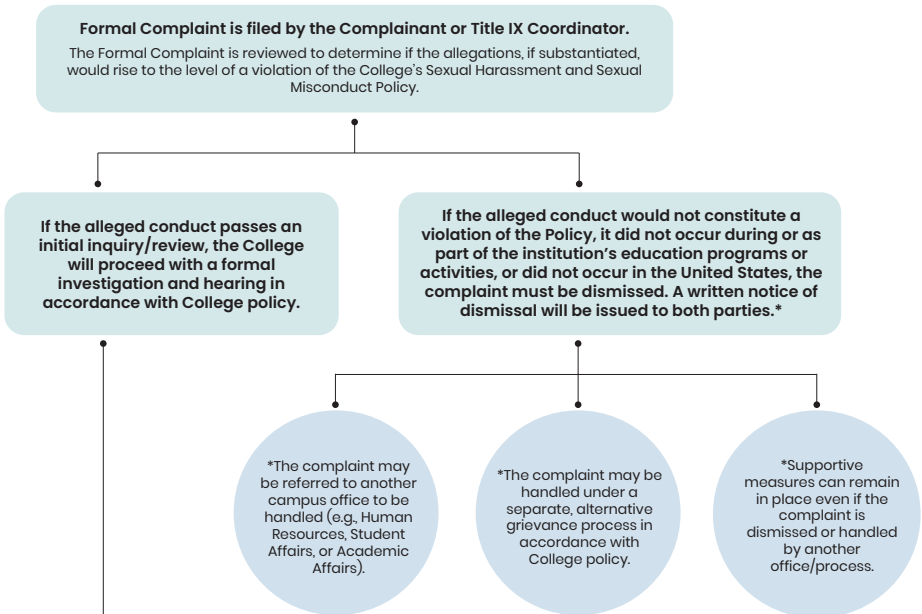 Formal Complaint is filed by the Complainant or Title IX Coordinator.
The Formal Complaint is reviewed to determine if the allegations, if substantiated,
would rise to the level of a violation of the College's Sexual Harassment and Sexual
Misconduct Policy.
If the alleged conduct passes an
initial inquiry/review, the College
will proceed with a formal
investigation and hearing in
accordance with College policy.
If the alleged conduct would not constitute a
violation of the Policy, it did not occur during or as
part of the institution's education programs or
activities, or did not occur in the United States, the
complaint must be dismissed. A written notice of
dismissal will be issued to both parties.*
*The complaint may
be referred to another
campus office to be
handled (e.g., Human
Resources, Student
Affairs, or Academic
Affairs).
*The complaint may be
handled under a
separate, alternative
grievance process in
accordance with
College policy.
*Supportive
measures can remain
in place even if the
complaint is
dismissed or handled
by another
office/process.